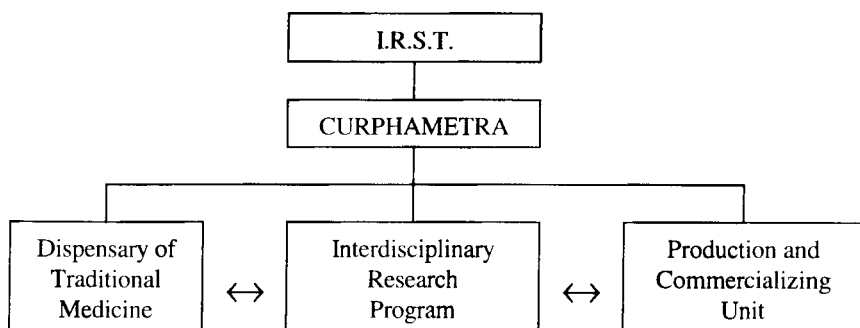 I.R.S.T.
CURPHAMETRA
Dispensary of
Traditional
Medicine
Interdisciplinary
Research
Program
Production and
Commercializing
Unit